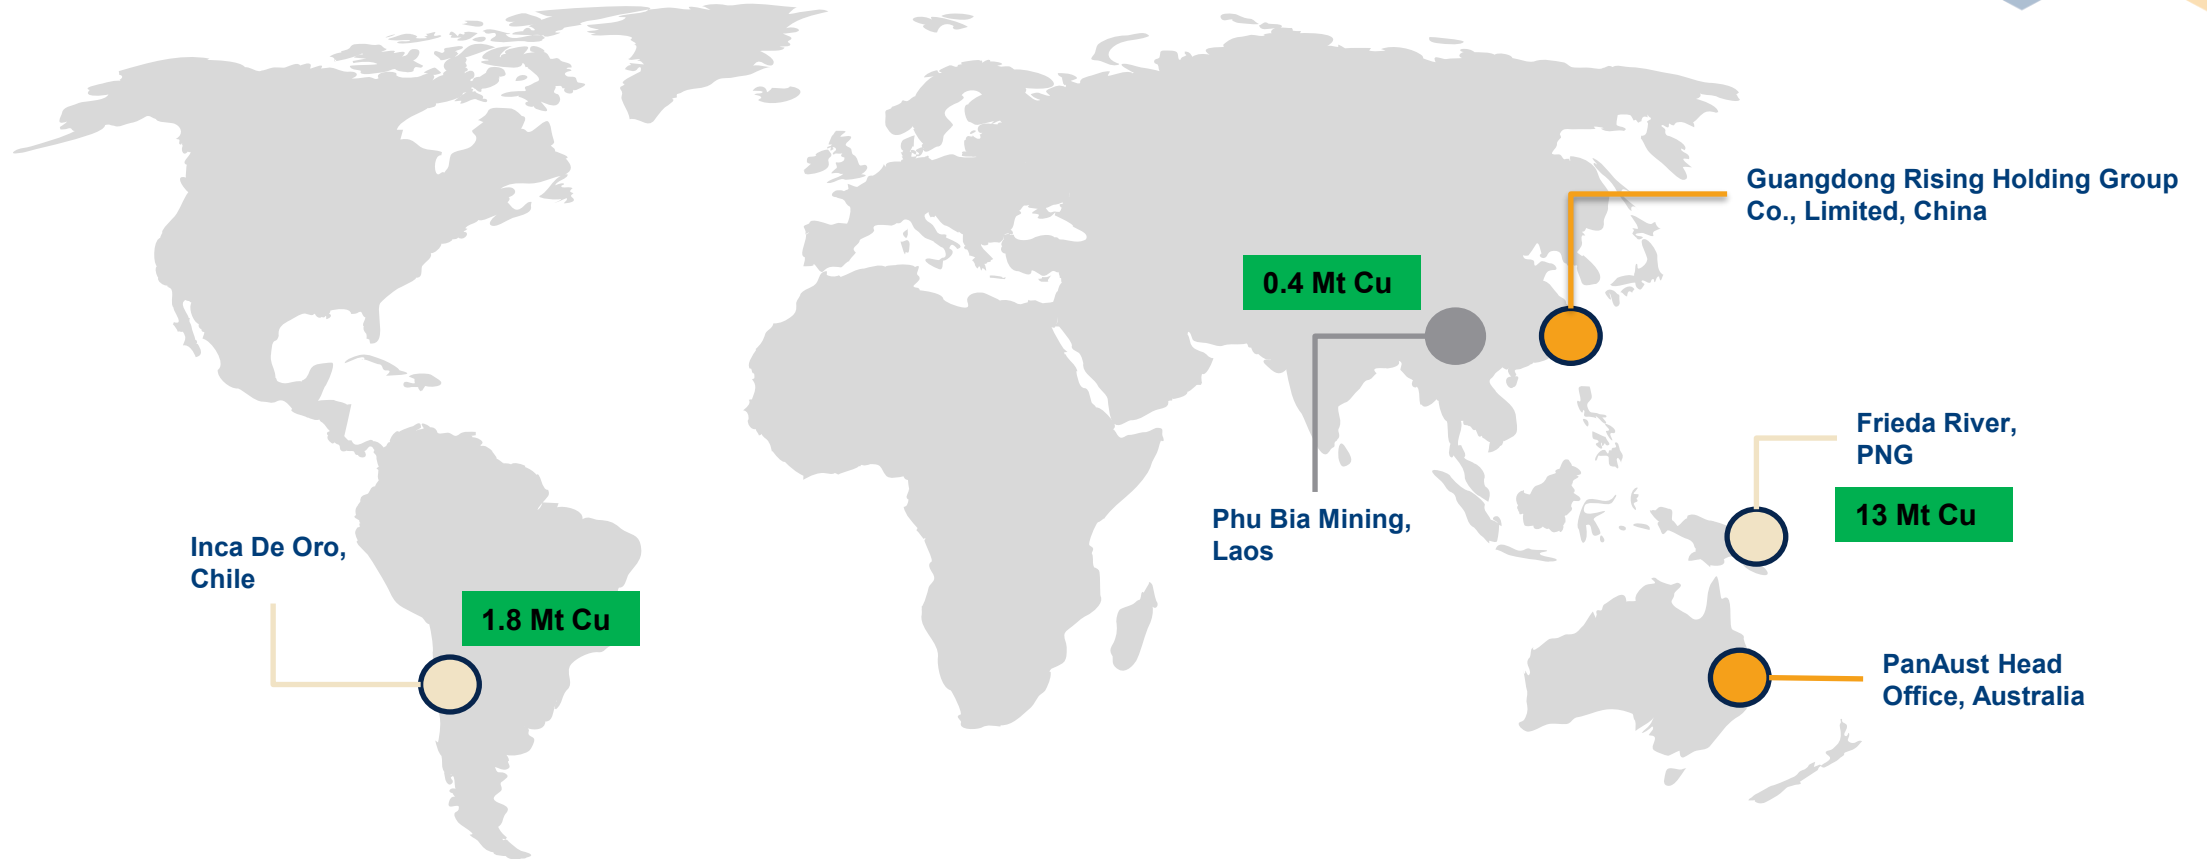 Guangdong Rising Holding Group
Co., Limited, China
0.4 Mt Cu
Frieda River,
PNG
13 Mt Cu
Phu Bia Mining,
Laos
Inca De Oro,
Chile
1.8 Mt Cu
PanAust Head
Office, Australia